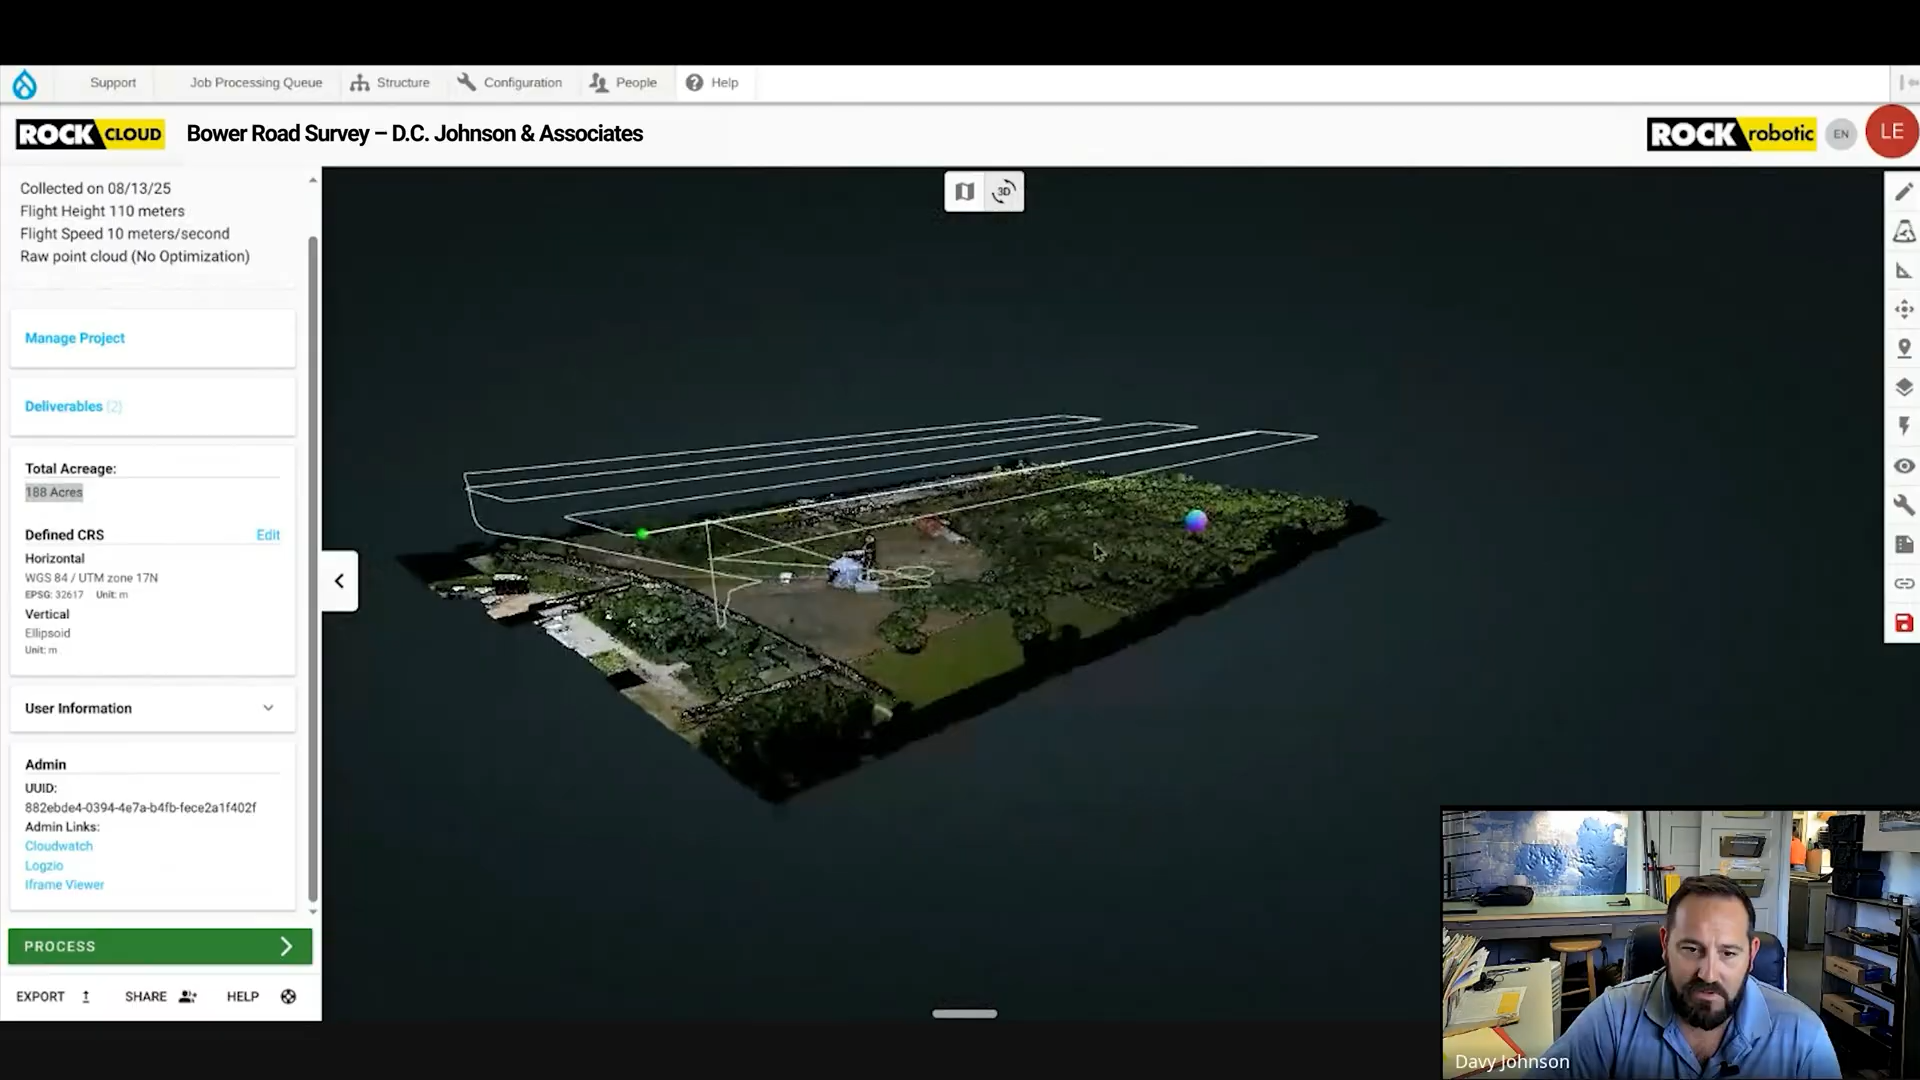 Support
Job Processing Queue
Structure
Configuration
People
Help
ROCK CLOUD
Bower Road Survey – D.C. Johnson & Associates
ROCK robotic
EN
LE
3D
Collected on 08/13/25
Flight Height 110 meters
Flight Speed 10 meters/second
Raw point cloud (No Optimization)
Manage Project
Deliverables (2)
Total Acreage:
188 Acres
Defined CRS Edit
Horizontal
WGS 84 / UTM zone 17N
EPSG: 32617 Unit: m
Vertical
Ellipsoid
Unit: m
User Information
Admin
UUID:
882ebde4-0394-4e7a-b4fb-fece2a1f402f
Admin Links:
Cloudwatch
Logzio
Iframe Viewer
PROCESS
EXPORT SHARE HELP
Davy Johnson